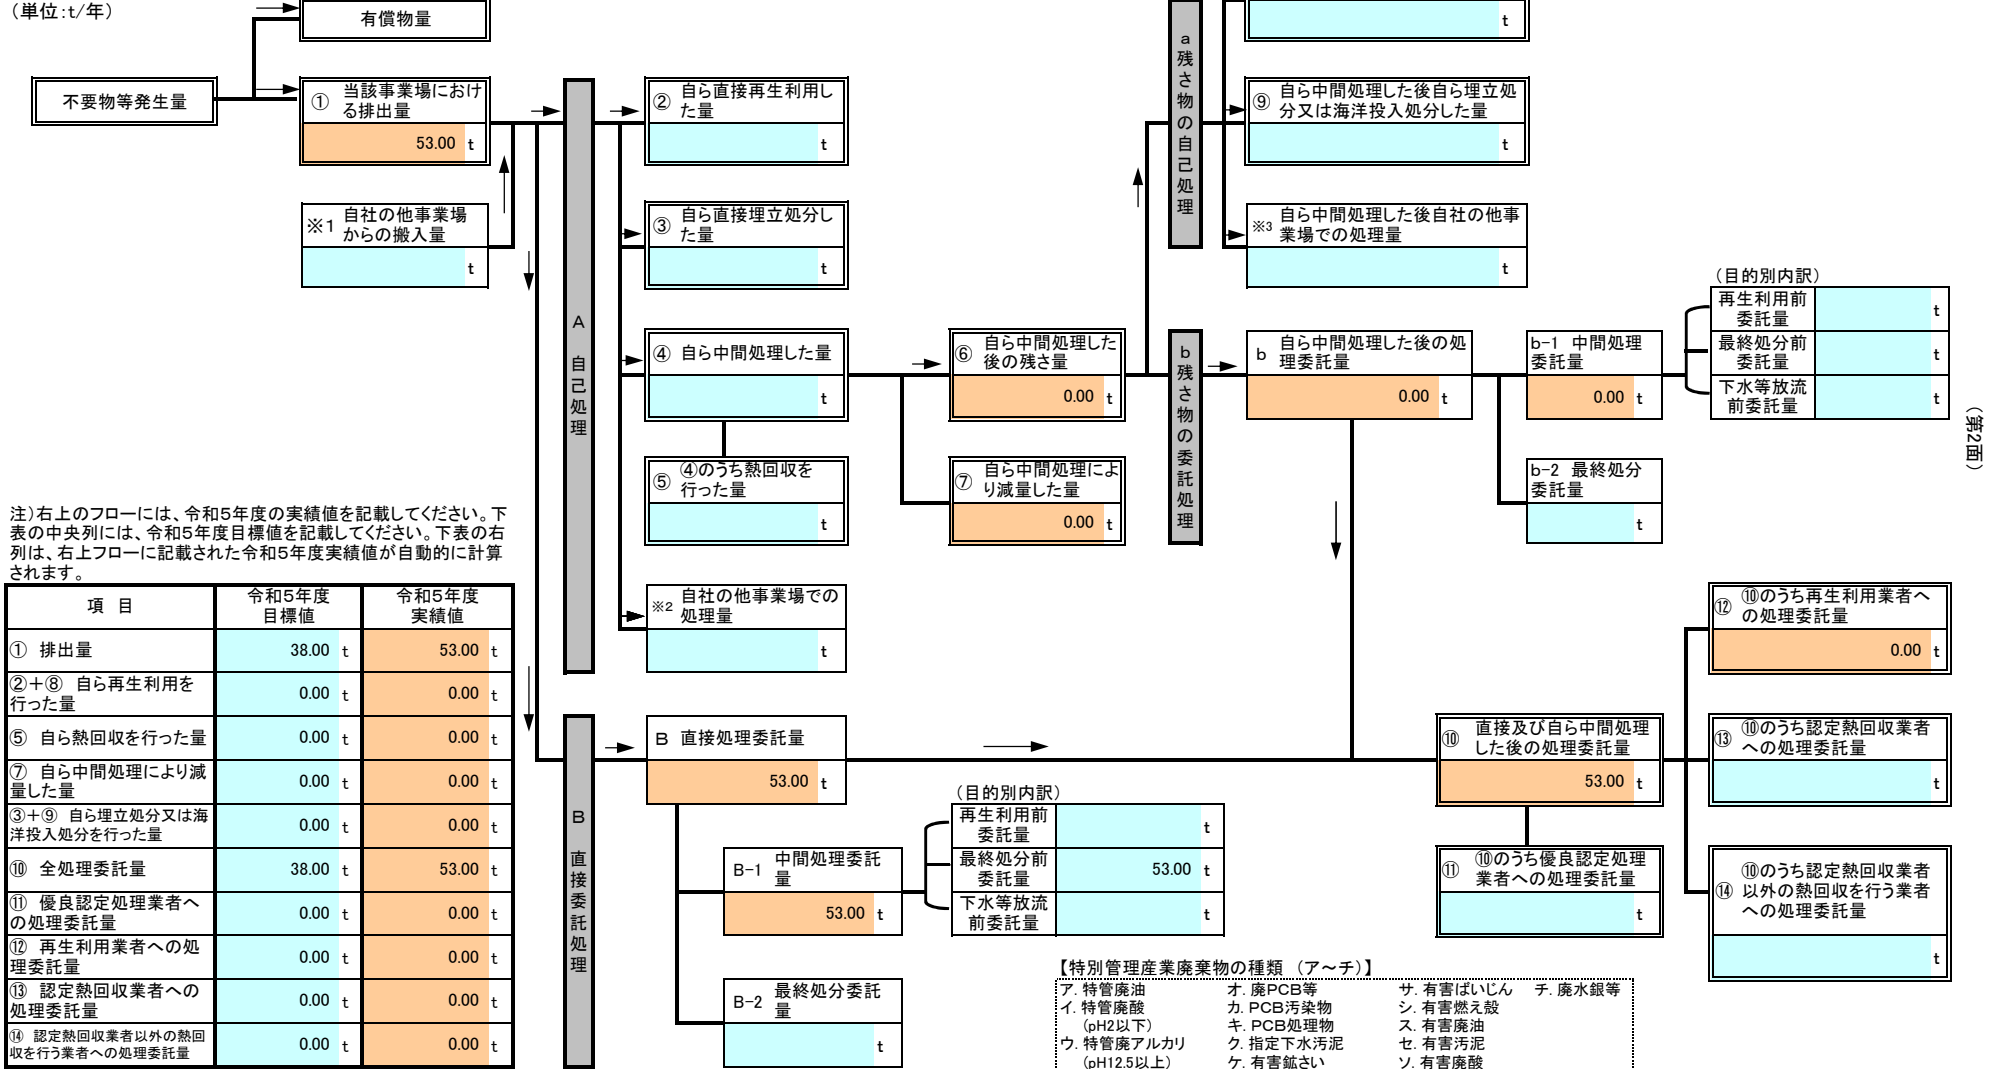 （単位：t/年）
有償物量
不要物等発生量
① 当該事業場におけ
る排出量
53.00 t
※1 自社の他事業場
からの搬入量
t
A 自己処理
② 自ら直接再生利用し
た量
t
③ 自ら直接埋立処分し
た量
t
④ 自ら中間処理した量
t
⑤ ④のうち熱回収を
行った量
t
※2 自社の他事業場での
処理量
t
⑥ 自ら中間処理した
後の残さ量
0.00 t
⑦ 自ら中間処理によ
り減量した量
0.00 t
a残さ物の自己処理
t
⑨ 自ら中間処理した後自ら埋立処
分又は海洋投入処分した量
t
※3 自ら中間処理した後自社の他事
業場での処理量
t
b残さ物の委託処理
b 自ら中間処理した後の処
理委託量
0.00 t
b-1 中間処理
委託量
0.00 t
b-2 最終処分
委託量
t
（目的別内訳）
再生利用前
委託量
t
最終処分前
委託量
t
下水等放流
前委託量
t
（第2面）
注）右上のフローには、令和5年度の実績値を記載してください。下
表の中央列には、令和5年度目標値を記載してください。下表の右
列は、右上フローに記載された令和5年度実績値が自動的に計算
されます。
項 目 令和5年度
目標値 令和5年度
実績値
① 排出量 38.00 t 53.00 t
②＋⑧ 自ら再生利用を
行った量 0.00 t 0.00 t
⑤ 自ら熱回収を行った量 0.00 t 0.00 t
⑦ 自ら中間処理により減
量した量 0.00 t 0.00 t
③＋⑨ 自ら埋立処分又は海
洋投入処分を行った量 0.00 t 0.00 t
⑩ 全処理委託量 38.00 t 53.00 t
⑪ 優良認定処理業者へ
の処理委託量 0.00 t 0.00 t
⑫ 再生利用業者への処
理委託量 0.00 t 0.00 t
⑬ 認定熱回収業者への
処理委託量 0.00 t 0.00 t
⑭ 認定熱回収業者以外の熱回
収を行う業者への処理委託量 0.00 t 0.00 t
B 直接委託処理
B 直接処理委託量
53.00 t
B-1 中間処理委託
量
53.00 t
B-2 最終処分委託
量
t
（目的別内訳）
再生利用前
委託量
t
最終処分前
委託量
53.00 t
下水等放流
前委託量
t
⑩ 直接及び自ら中間処理
した後の処理委託量
53.00 t
⑪ ⑩のうち優良認定処理
業者への処理委託量
t
⑫ ⑩のうち再生利用業者へ
の処理委託量
0.00 t
⑬ ⑩のうち認定熱回収業者
への処理委託量
t
⑭ ⑩のうち認定熱回収業者
以外の熱回収を行う業者
への処理委託量
t
【特別管理産業廃棄物の種類 （ア～チ）】
ア．特管廃油 オ．廃PCB等 サ．有害ばいじん チ．廃水銀等
イ．特管廃酸 カ．PCB汚染物 シ．有害燃え殻
（pH2以下） キ．PCB処理物 ス．有害廃油
ウ．特管廃アルカリ ク．指定下水汚泥 セ．有害汚泥
（pH12.5以上） ケ．有害鉱さい ソ．有害廃酸